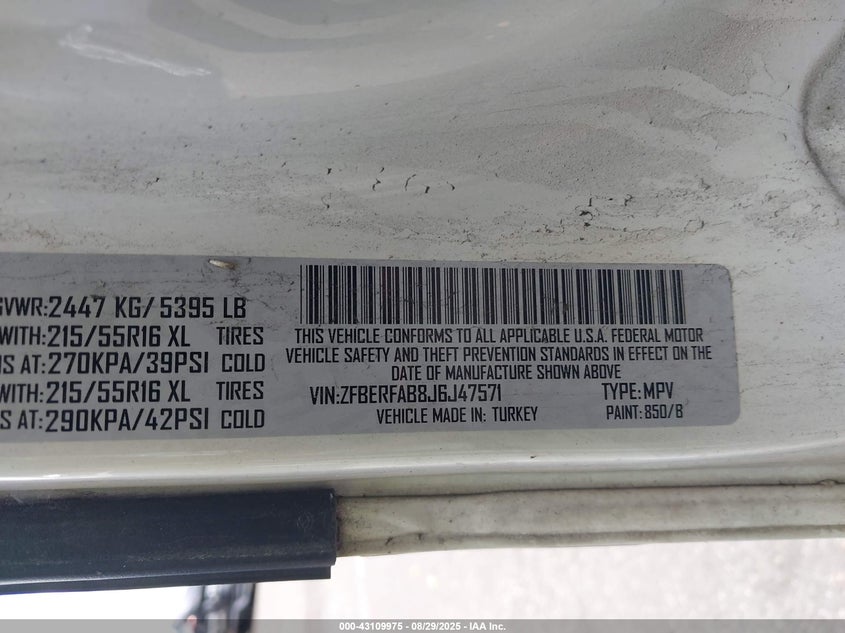 GVWR:2447 KG/ 5395 LB
WITH:215/55R16 XL TIRES
AT:270KPA/39PSI COLD
WITH:215/55R16 XL TIRES
AT:290KPA/42PSI COLD
THIS VEHICLE CONFORMS TO ALL APPLICABLE U.S.A. FEDERAL MOTOR
VEHICLE SAFETY AND THEFT PREVENTION STANDARDS IN EFFECT ON THE
DATE OF MANUFACTURE SHOWN ABOVE
VIN:ZFBERFAB8J6J47571 TYPE:MPV
VEHICLE MADE IN: TURKEY PAINT:850/B
000-43109975 - 08/29/2025 - IAA Inc.